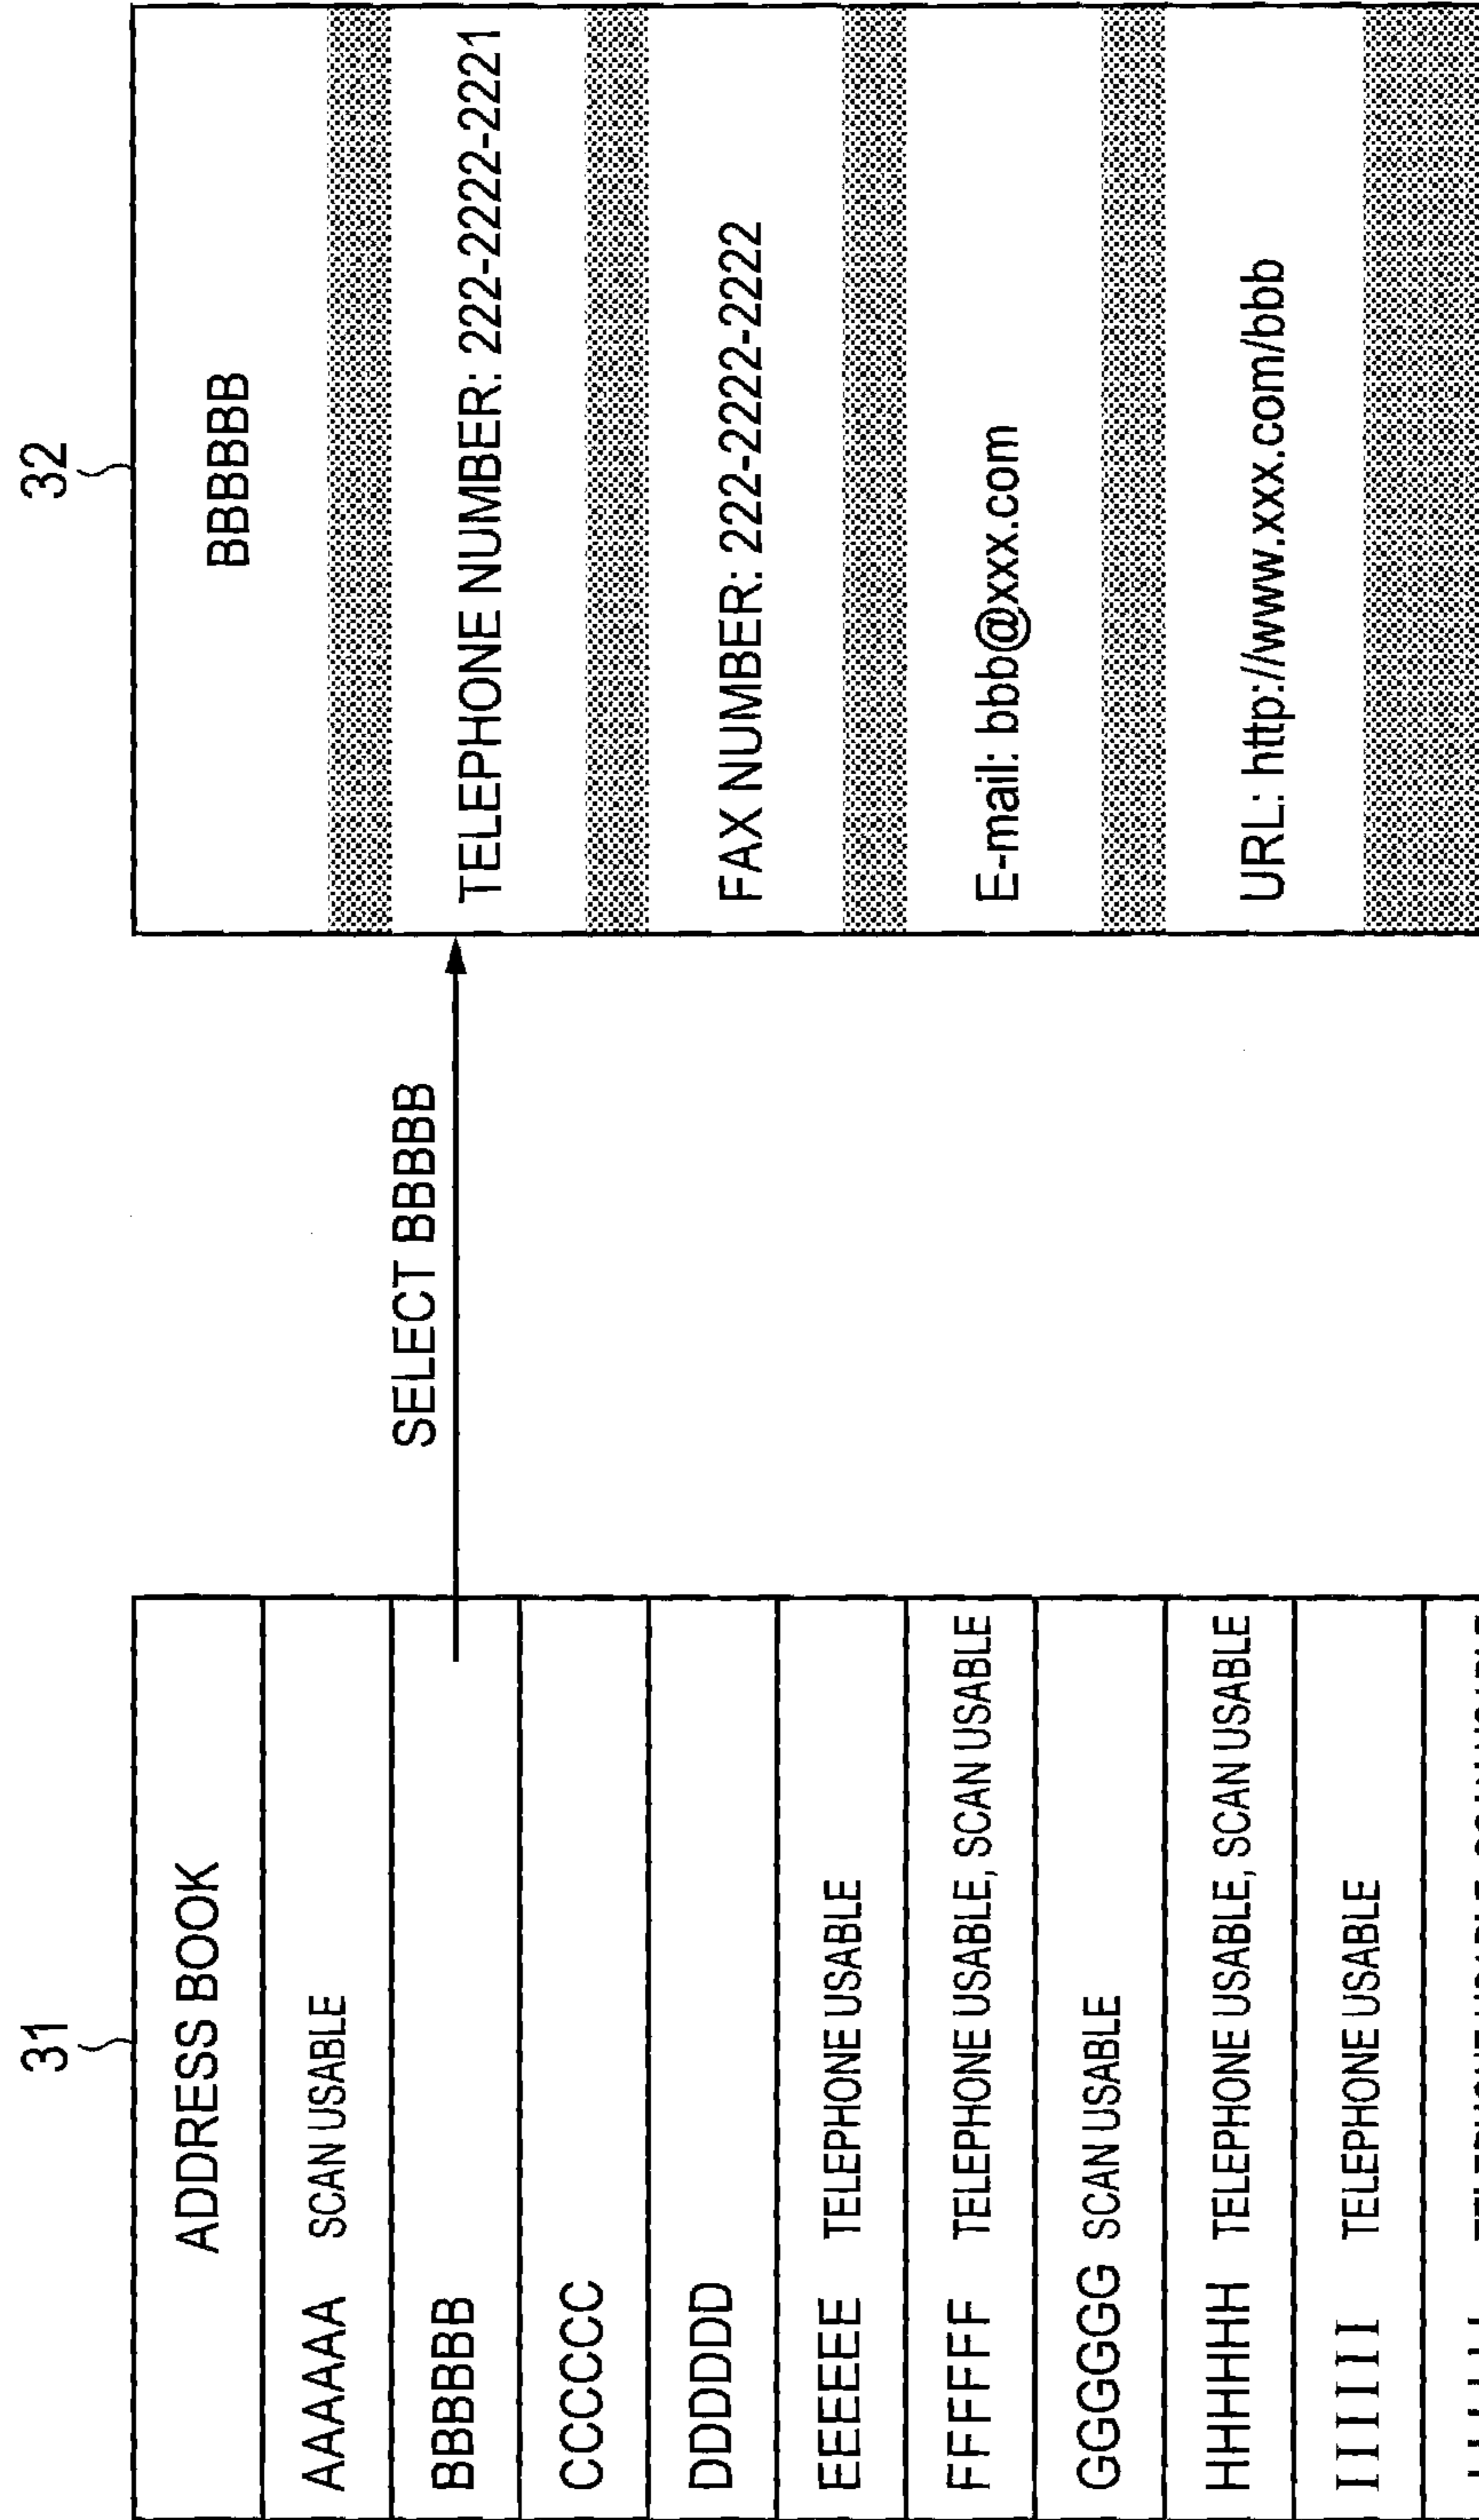 31
ADDRESS BOOK
AAAAAA SCAN USABLE
BBBBBB
CCCCCC
DDDDDD
EEEEEE TELEPHONE USABLE
FFFFFF TELEPHONE USABLE, SCAN USABLE
GGGGGG SCAN USABLE
HHHHHH TELEPHONE USABLE, SCAN USABLE
IIIIII TELEPHONE USABLE
SELECT BBBBB
32
BBBBBB
TELEPHONE NUMBER: 222-2222-2221
FAX NUMBER: 222-2222-2222
E-mail: bbb@xxx.com
URL: http://www.xxx.com/bbb